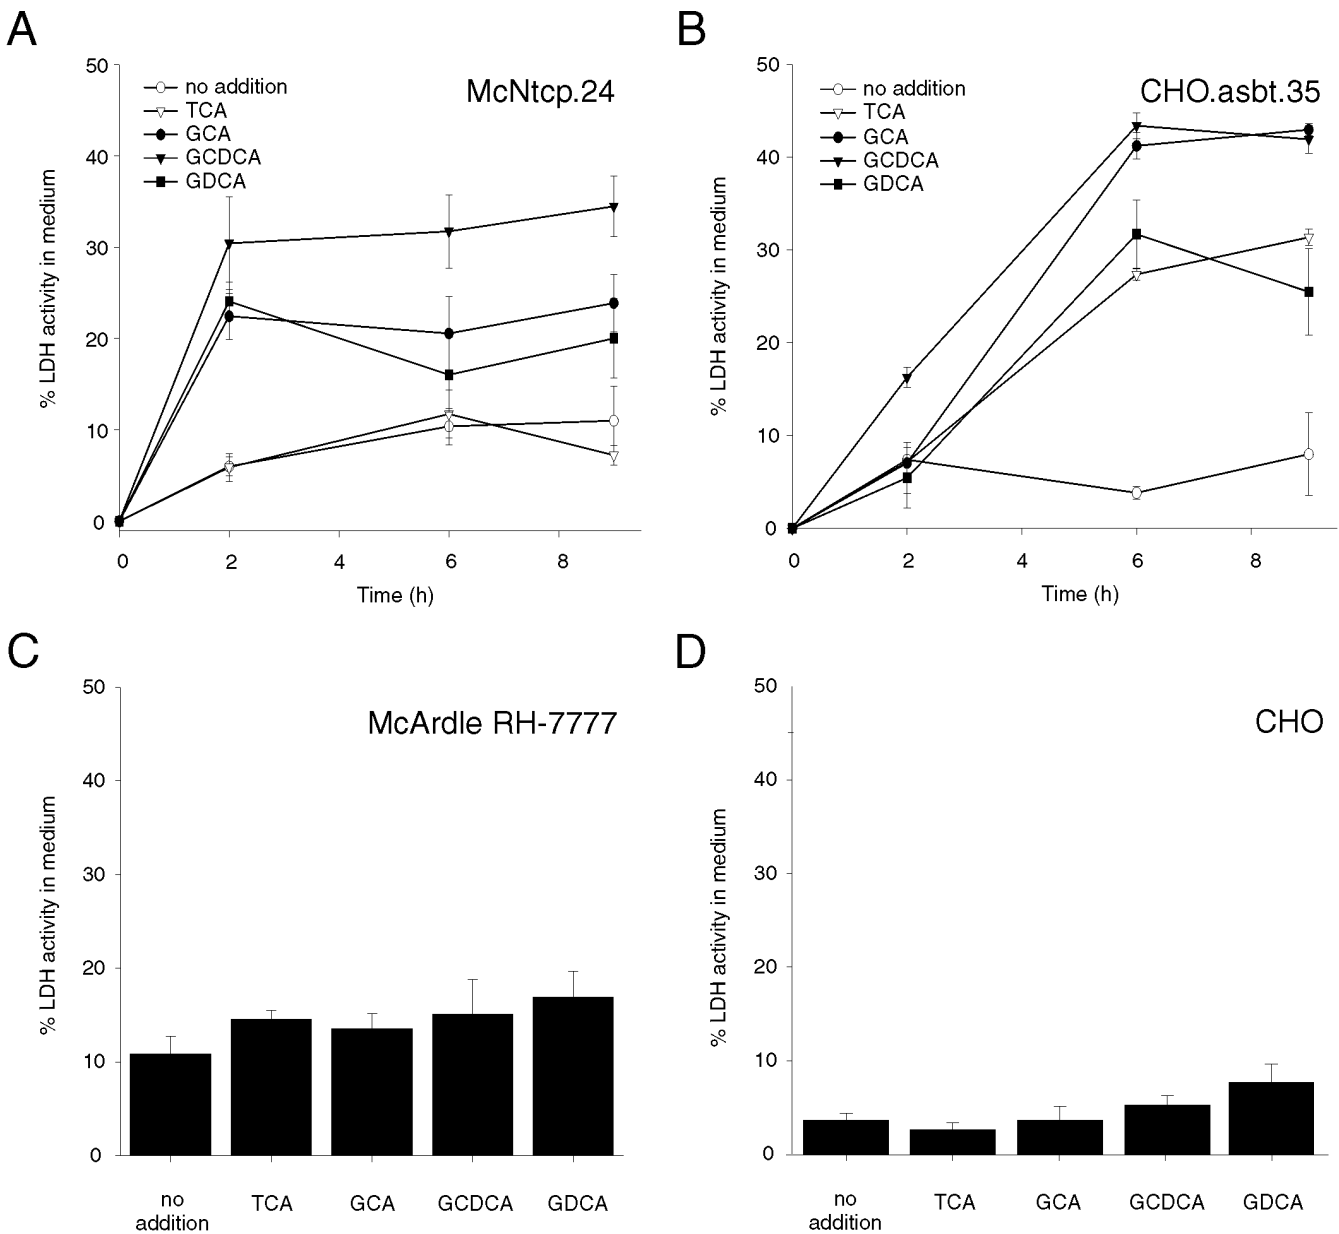 A
50
40
30
20
10
0
% LDH activity in medium
no addition
TCA
GCA
GCDCA
GDCA
McNtcp.24
0 2 4 6 8
Time (h)
B
50
40
30
20
10
0
% LDH activity in medium
no addition
TCA
GCA
GCDCA
GDCA
CHO.asbt.35
0 2 4 6 8
Time (h)
C
50
40
30
20
10
0
% LDH activity in medium
McArdle RH-7777
no addition
TCA
GCA
GCDCA
GDCA
D
50
40
30
20
10
0
% LDH activity in medium
CHO
no addition
TCA
GCA
GCDCA
GDCA